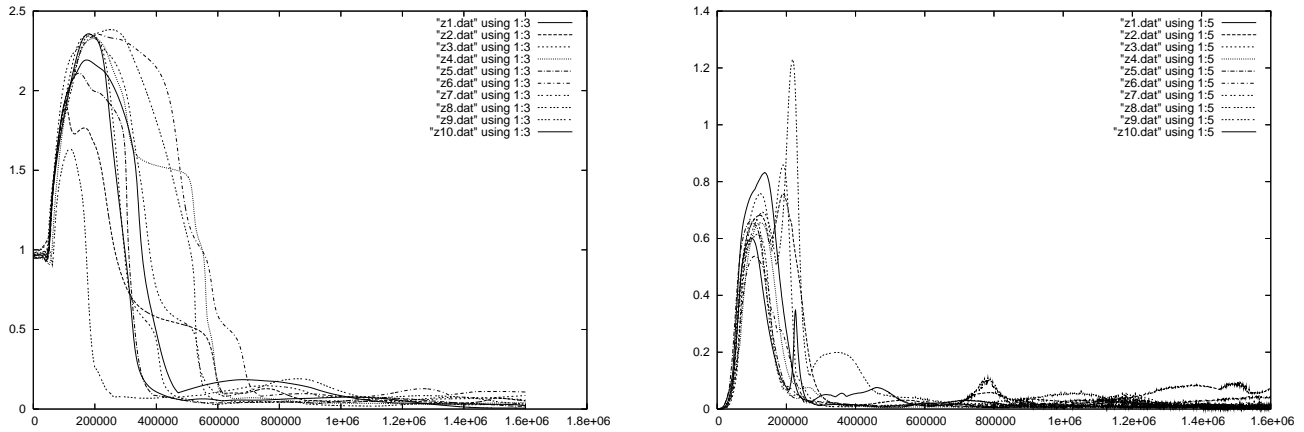 2.5
2
1.5
1
0.5
0
0 200000 400000 600000 800000 1e+06 1.2e+06 1.4e+06 1.6e+06 1.8e+06
"z1.dat" using 1:3
"z2.dat" using 1:3
"z3.dat" using 1:3
"z4.dat" using 1:3
"z5.dat" using 1:3
"z6.dat" using 1:3
"z7.dat" using 1:3
"z8.dat" using 1:3
"z9.dat" using 1:3
"z10.dat" using 1:3
1.4
1.2
1
0.8
0.6
0.4
0.2
0
0 200000 400000 600000 800000 1e+06 1.2e+06 1.4e+06 1.6e+06
"z1.dat" using 1:5
"z2.dat" using 1:5
"z3.dat" using 1:5
"z4.dat" using 1:5
"z5.dat" using 1:5
"z6.dat" using 1:5
"z7.dat" using 1:5
"z8.dat" using 1:5
"z9.dat" using 1:5
"z10.dat" using 1:5